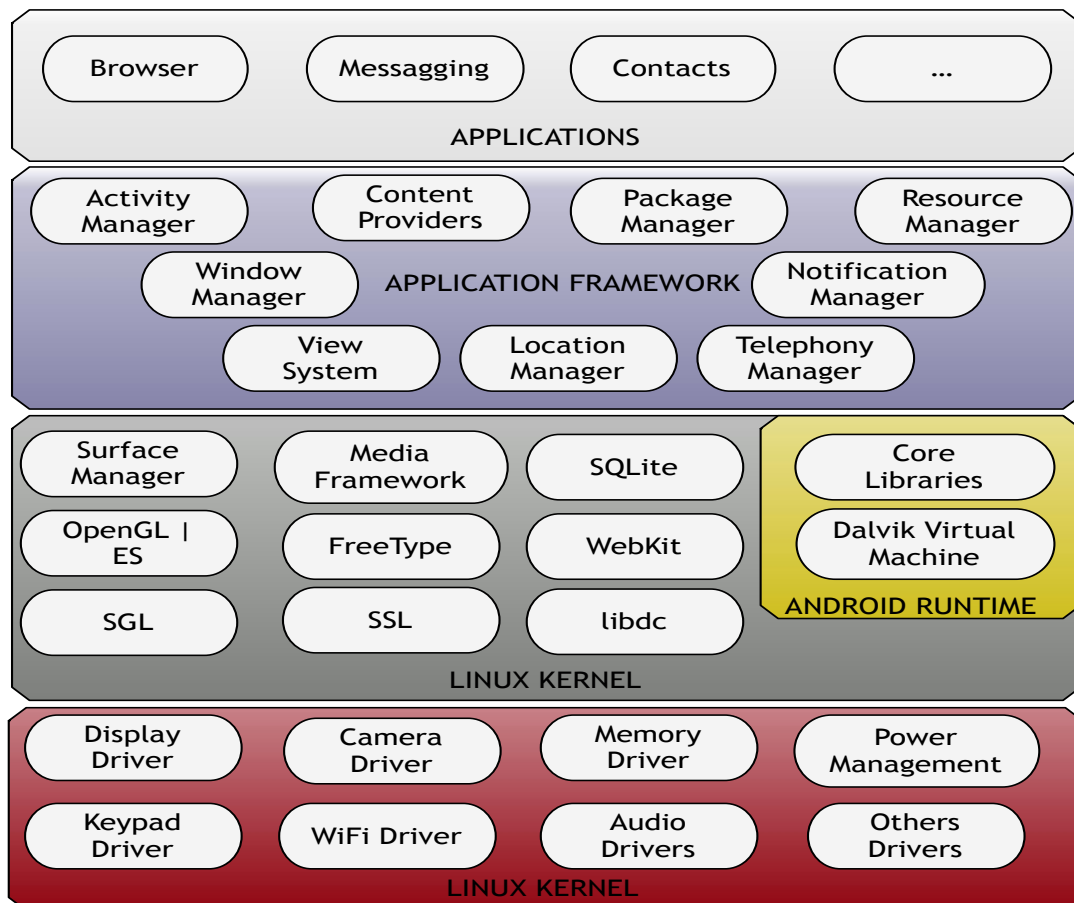 Browser
Messagging
Contacts
...
APPLICATIONS
Activity
Manager
Content
Providers
Package
Manager
Resource
Manager
Window
Manager
APPLICATION FRAMEWORK
Notification
Manager
View
System
Location
Manager
Telephony
Manager
Surface
Manager
Media
Framework
SQLite
Core
Libraries
OpenGL |
ES
FreeType
WebKit
Dalvik Virtual
Machine
SGL
SSL
libdc
ANDROID RUNTIME
LINUX KERNEL
Display
Driver
Camera
Driver
Memory
Driver
Power
Management
Keypad
Driver
WiFi Driver
Audio
Drivers
Others
Drivers
LINUX KERNEL